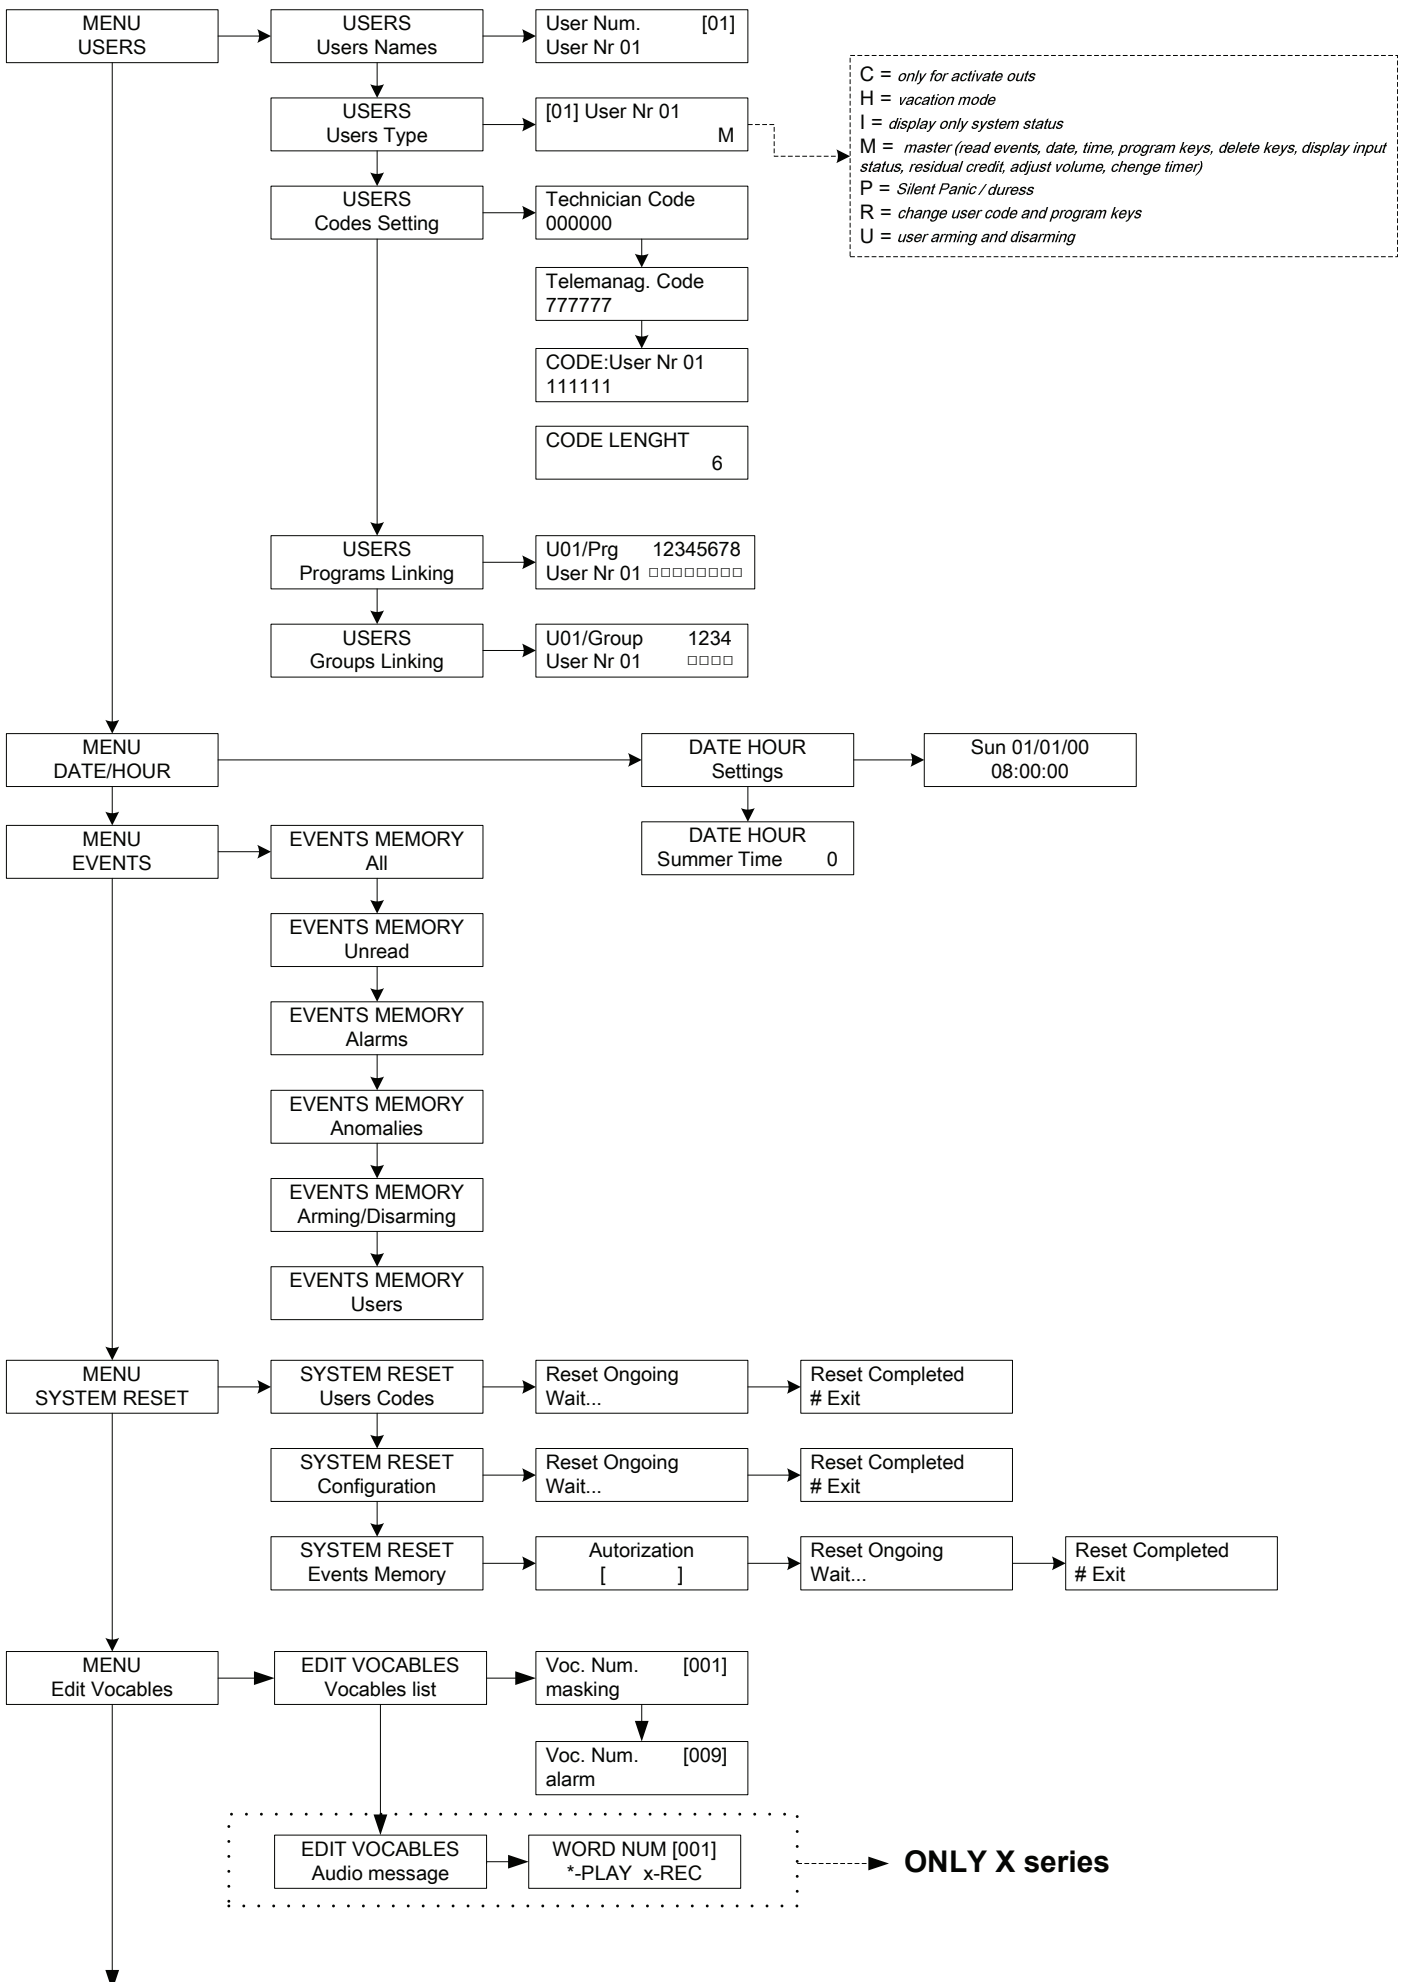 MENU
USERS
USERS
Users Names
User Num. [01]
User Nr 01
USERS
Users Type
[01] User Nr 01
M
C = only for activate outs
H = vacation mode
I = display only system status
M = master (read events, date, time, program keys, delete keys, display input
status, residual credit, adjust volume, chenge timer)
P = Silent Panic / duress
R = change user code and program keys
U = user arming and disarming
USERS
Codes Setting
Technician Code
000000
Telemanag. Code
777777
CODE:User Nr 01
111111
CODE LENGHT
6
USERS
Programs Linking
U01/Prg 12345678
User Nr 01 □□□□□□□□
USERS
Groups Linking
U01/Group 1234
User Nr 01 □□□□
MENU
DATE/HOUR
DATE HOUR
Settings
Sun 01/01/00
08:00:00
DATE HOUR
Summer Time 0
MENU
EVENTS
EVENTS MEMORY
All
EVENTS MEMORY
Unread
EVENTS MEMORY
Alarms
EVENTS MEMORY
Anomalies
EVENTS MEMORY
Arming/Disarming
EVENTS MEMORY
Users
MENU
SYSTEM RESET
SYSTEM RESET
Users Codes
Reset Ongoing
Wait...
Reset Completed
# Exit
SYSTEM RESET
Configuration
Reset Ongoing
Wait...
Reset Completed
# Exit
SYSTEM RESET
Events Memory
Autorization
[ ]
Reset Ongoing
Wait...
Reset Completed
# Exit
MENU
Edit Vocables
EDIT VOCABLES
Vocables list
Voc. Num. [001]
masking
Voc. Num. [009]
alarm
EDIT VOCABLES
Audio message
WORD NUM [001]
*-PLAY x-REC
ONLY X series